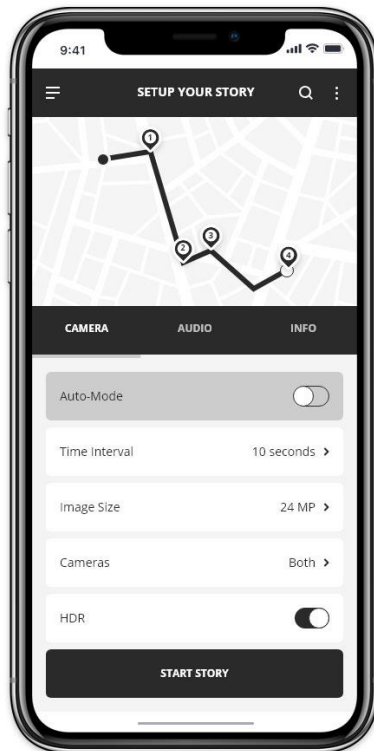 9:41
SETUP YOUR STORY
1
2
3
4
CAMERA AUDIO INFO
Auto-Mode
Time Interval 10 seconds
Image Size 24 MP
Cameras Both
HDR
START STORY